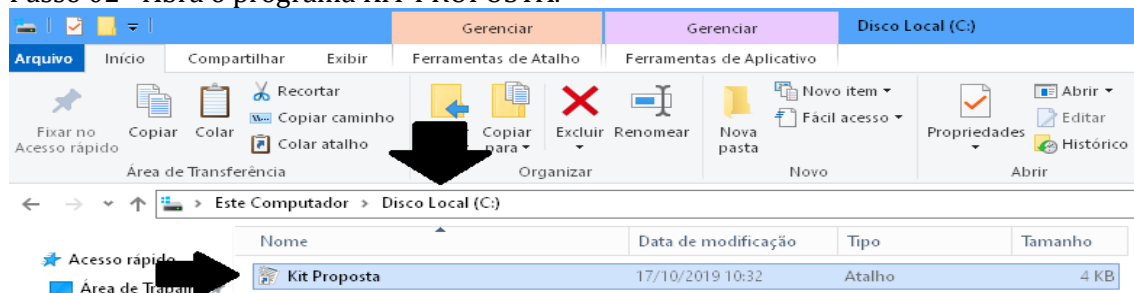 Gerenciar Gerenciar Disco Local (C:)
Arquivo Início Compartilhar Exibir Ferramentas de Atalho Ferramentas de Aplicativo
Recortar Novo item Abrir
Copiar caminho Fácil acesso Editar
Fixar no Copiar Colar Copiar Excluir Renomear Nova Propriedades
Acesso rápido Colar atalho para pasta Histórico
Área de Transferência Organizar Novo Abrir
Este Computador > Disco Local (C:)
Nome Data de modificação Tipo Tamanho
Acesso rápido
Kit Proposta 17/10/2019 10:32 Atalho 4 KB
Área de